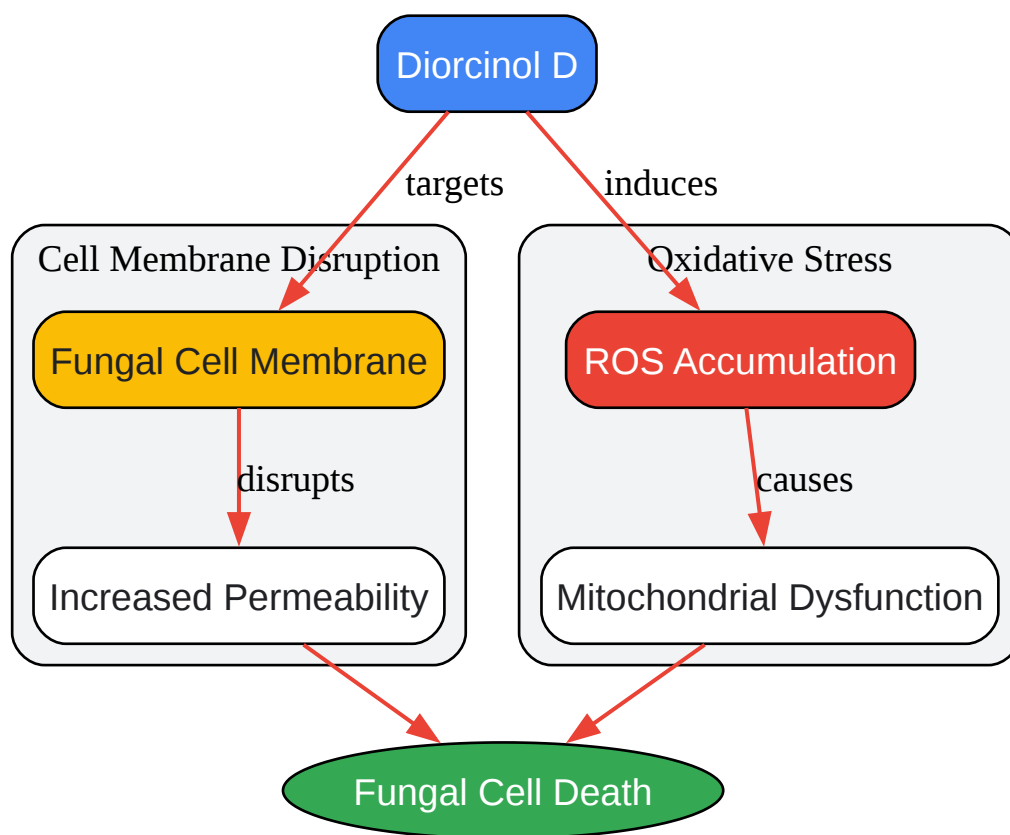 Diorcinol D
targets
induces
Cell Membrane Disruption
Oxidative Stress
Fungal Cell Membrane
ROS Accumulation
disrupts
causes
Increased Permeability
Mitochondrial Dysfunction
Fungal Cell Death